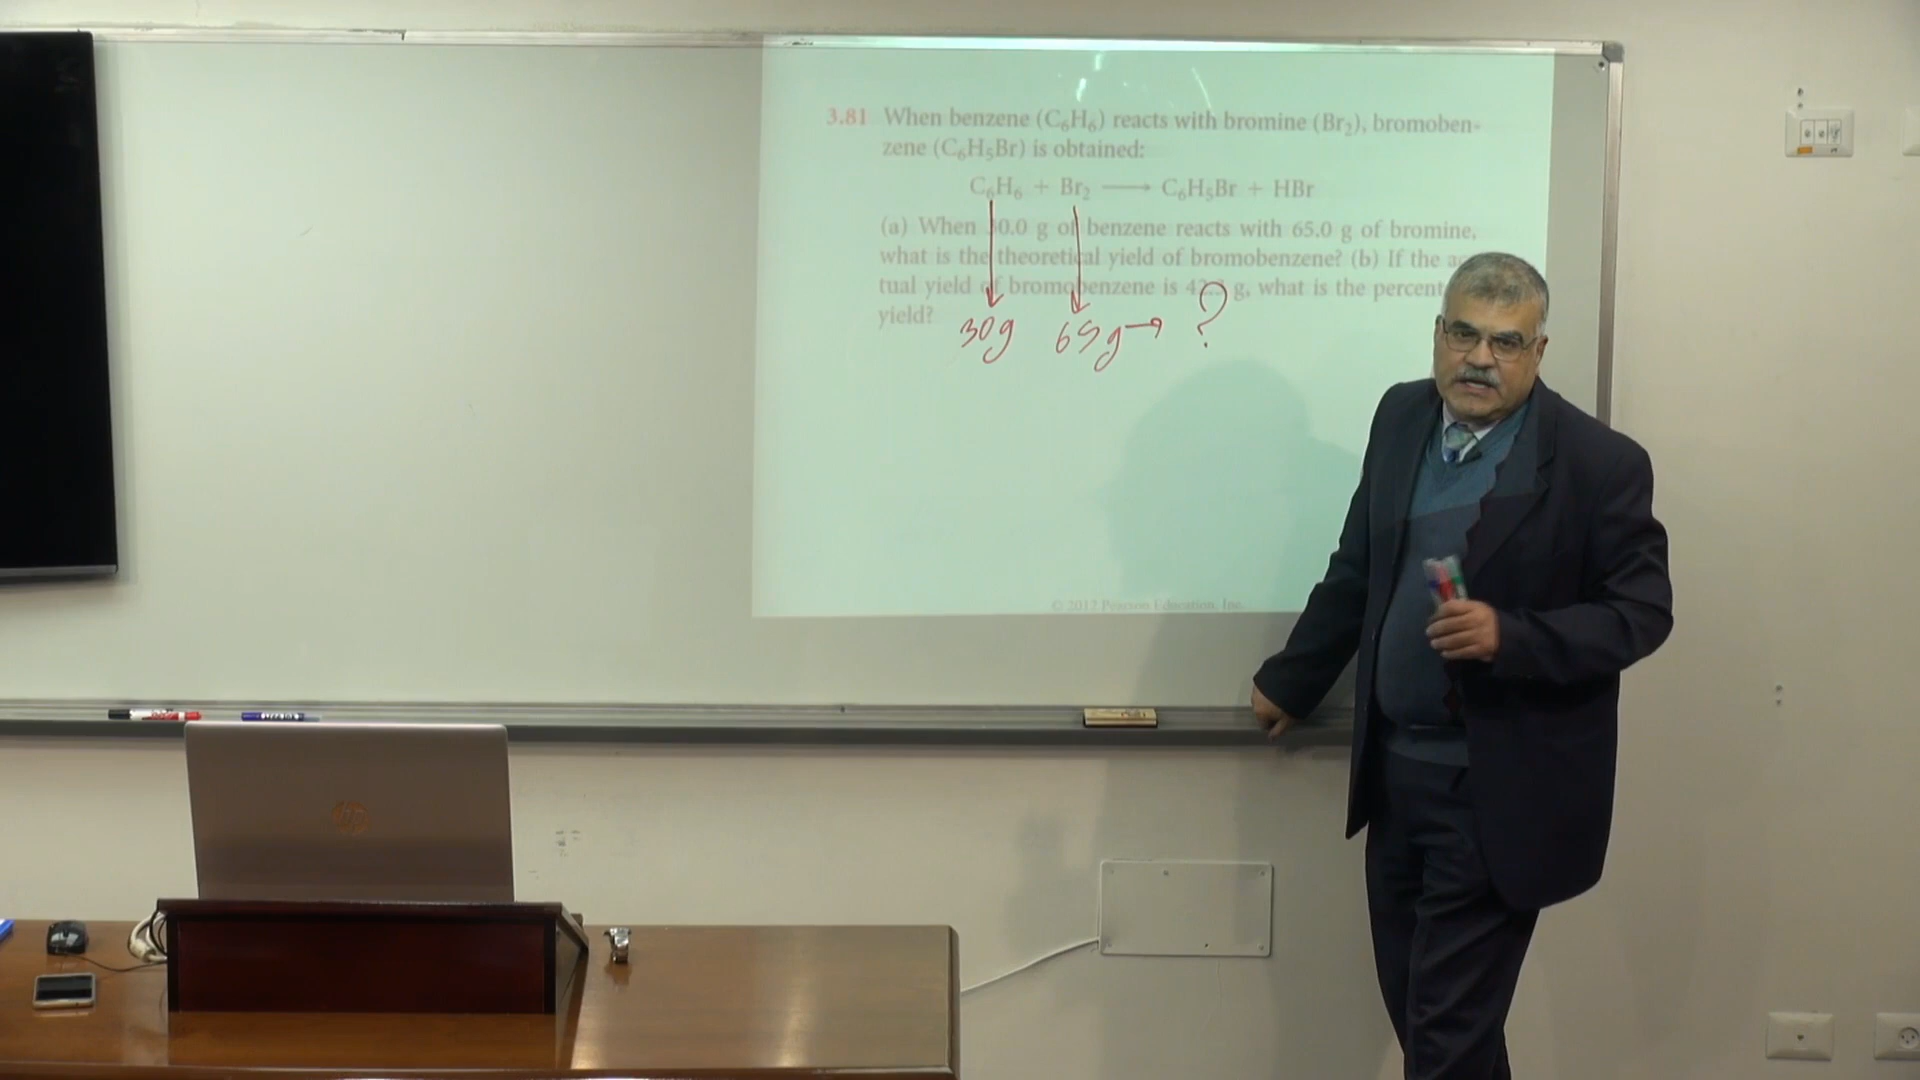 3.81 When benzene (C₆H₆) reacts with bromine (Br₂), bromoben-
zene (C₆H₅Br) is obtained:
C₆H₆ + Br₂ ⟶ C₆H₅Br + HBr
(a) When 30.0 g of benzene reacts with 65.0 g of bromine,
what is the theoretical yield of bromobenzene? (b) If the ac-
tual yield of bromobenzene is g, what is the percent
yield?
30g 65g → ?
© 2012 Pearson Education, Inc.
hp